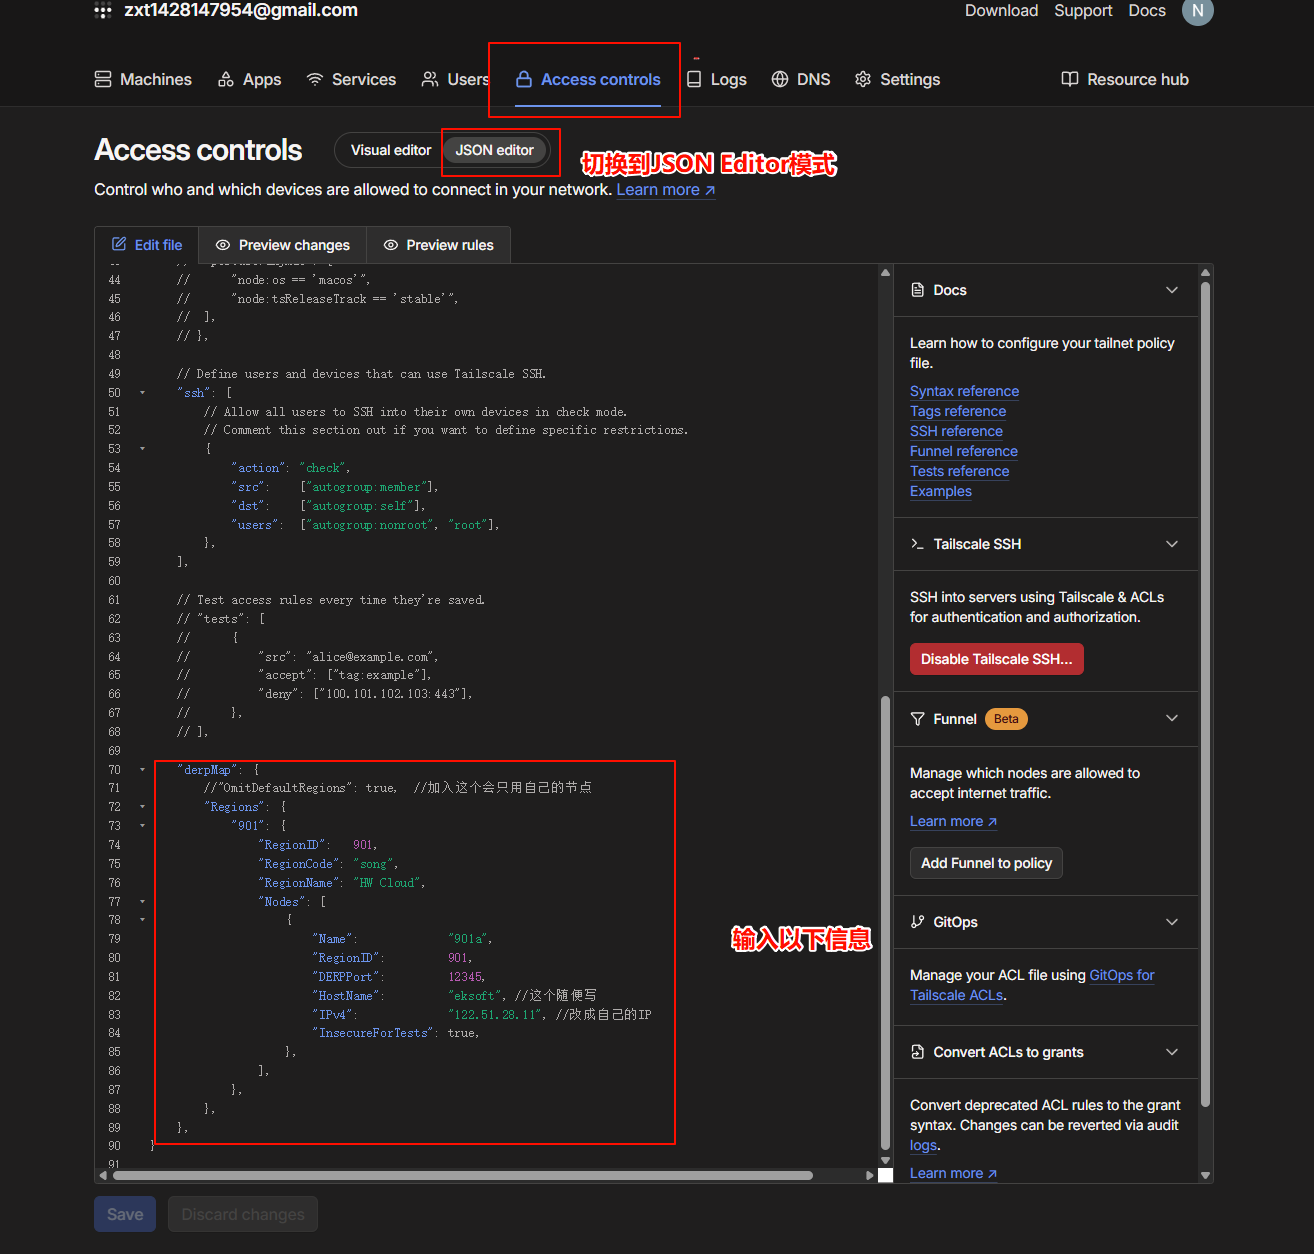 zxt1428147954@gmail.com
Download Support Docs N
Machines Apps Services Users Access controls Logs DNS Settings Resource hub
Access controls Visual editor JSON editor 切换到JSON Editor模式
Control who and which devices are allowed to connect in your network. Learn more ↗
Edit file Preview changes Preview rules
44 // "node:os == 'macos'",
45 // "node:tsReleaseTrack == 'stable'",
46 // ],
47 // },
48
49 // Define users and devices that can use Tailscale SSH.
50 "ssh": [
51 // Allow all users to SSH into their own devices in check mode.
52 // Comment this section out if you want to define specific restrictions.
53 {
54 "action": "check",
55 "src": ["autogroup:member"],
56 "dst": ["autogroup:self"],
57 "users": ["autogroup:nonroot", "root"],
58 },
59 ],
60
61 // Test access rules every time they're saved.
62 // "tests": [
63 // {
64 // "src": "alice@example.com",
65 // "accept": ["tag:example"],
66 // "deny": ["100.101.102.103:443"],
67 // },
68 // ],
69
70 "derpMap": {
71 //"OmitDefaultRegions": true, //加入这个会只用自己的节点
72 "Regions": {
73 "901": {
74 "RegionID": 901,
75 "RegionCode": "song",
76 "RegionName": "HW Cloud",
77 "Nodes": [
78 {
79 "Name": "901a",
80 "RegionID": 901,
81 "DERPPort": 12345,
82 "HostName": "eksoft", //这个随便写
83 "IPv4": "122.51.28.11", //改成自己的IP
84 "InsecureForTests": true,
85 },
86 ],
87 },
88 },
89 },
90 }
91
输入以下信息
Docs
Learn how to configure your tailnet policy
file.
Syntax reference
Tags reference
SSH reference
Funnel reference
Tests reference
Examples
Tailscale SSH
SSH into servers using Tailscale & ACLs
for authentication and authorization.
Disable Tailscale SSH...
Funnel Beta
Manage which nodes are allowed to
accept internet traffic.
Learn more ↗
Add Funnel to policy
GitOps
Manage your ACL file using GitOps for
Tailscale ACLs.
Convert ACLs to grants
Convert deprecated ACL rules to the grant
syntax. Changes can be reverted via audit
logs.
Learn more ↗
Save Discard changes